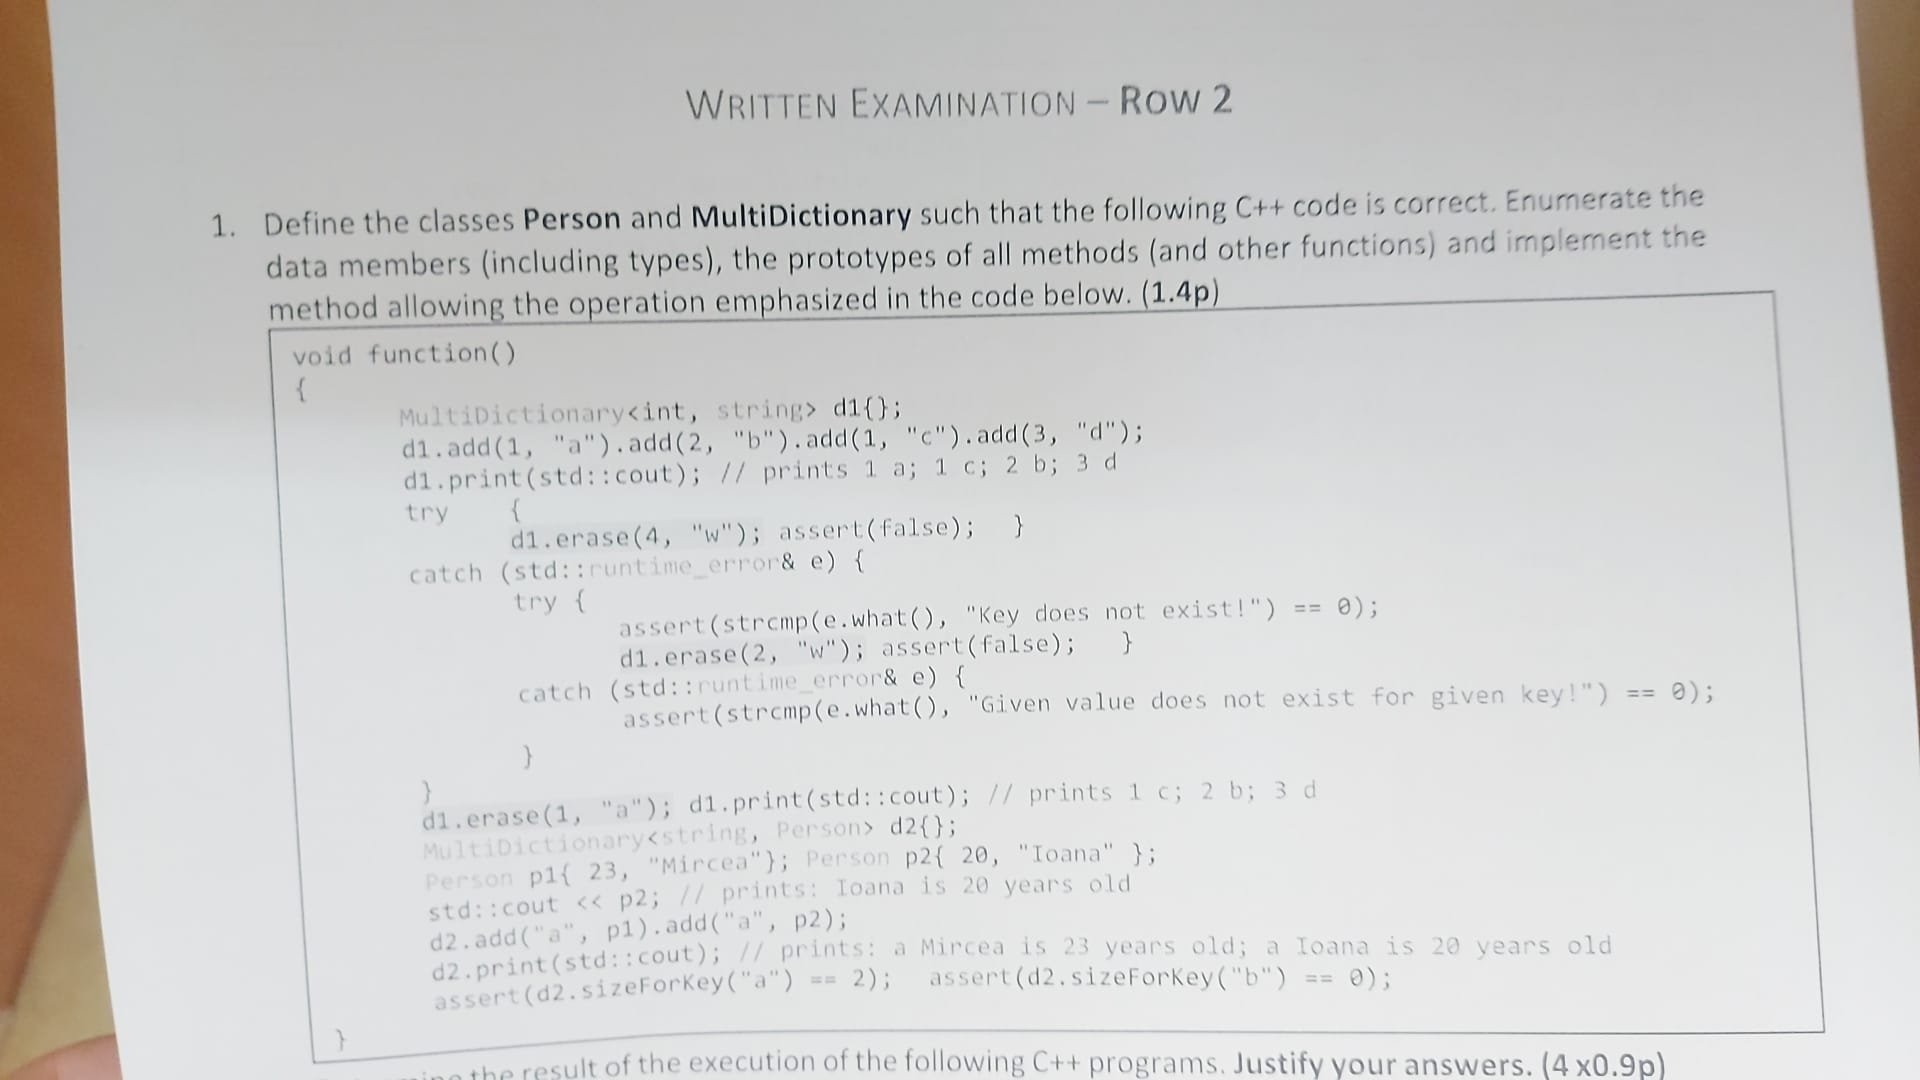 WRITTEN EXAMINATION – ROW 2
1. Define the classes Person and MultiDictionary such that the following C++ code is correct. Enumerate the
data members (including types), the prototypes of all methods (and other functions) and implement the
method allowing the operation emphasized in the code below. (1.4p)
void function()
{
MultiDictionary<int, string> d1{};
d1.add(1, "a").add(2, "b").add(1, "c").add(3, "d");
d1.print(std::cout); // prints 1 a; 1 c; 2 b; 3 d
try {
d1.erase(4, "w"); assert(false); }
catch (std::runtime_error& e) {
try {
assert(strcmp(e.what(), "Key does not exist!") == 0);
d1.erase(2, "w"); assert(false); }
catch (std::runtime_error& e) {
assert(strcmp(e.what(), "Given value does not exist for given key!") == 0);
}
}
d1.erase(1, "a"); d1.print(std::cout); // prints 1 c; 2 b; 3 d
MultiDictionary<string, Person> d2{};
Person p1{ 23, "Mircea"}; Person p2{ 20, "Ioana" };
std::cout << p2; // prints: Ioana is 20 years old
d2.add("a", p1).add("a", p2);
d2.print(std::cout); // prints: a Mircea is 23 years old; a Ioana is 20 years old
assert(d2.sizeForKey("a") == 2); assert(d2.sizeForKey("b") == 0);
}
the result of the execution of the following C++ programs. Justify your answers. (4 x0.9p)